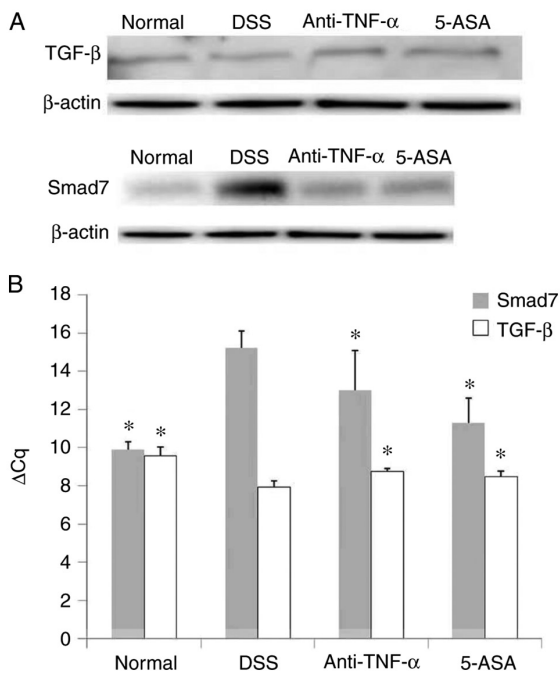 A
Normal DSS Anti-TNF-α 5-ASA
TGF-β
β-actin
Normal DSS Anti-TNF-α 5-ASA
Smad7
β-actin
B
18
16
14
12
10
8
6
4
2
0
ΔCq
Smad7
TGF-β
* * * * * *
Normal DSS Anti-TNF-α 5-ASA